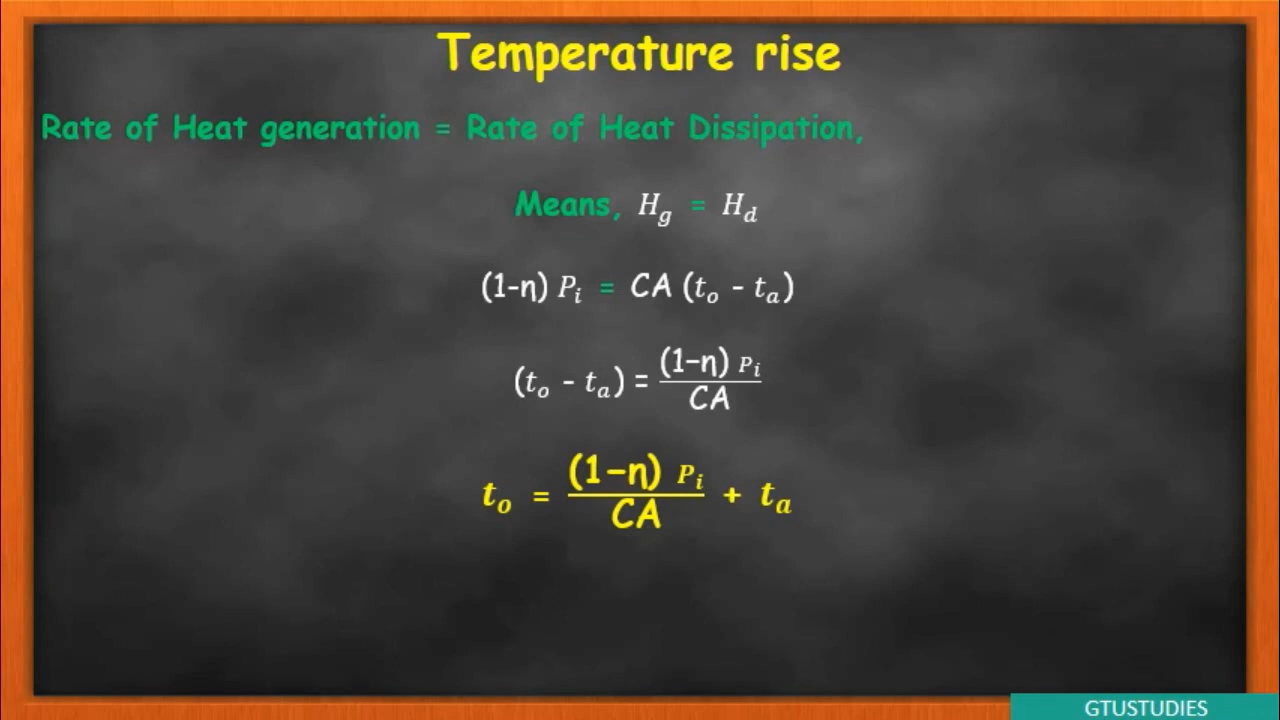 Temperature rise
Rate of Heat generation = Rate of Heat Dissipation,
Means, H_g = H_d
(1-η) P_i = CA (t_o - t_a)
(t_o - t_a) = (1−η) P_i / CA
t_o = (1−η) P_i / CA + t_a
GTUSTUDIES